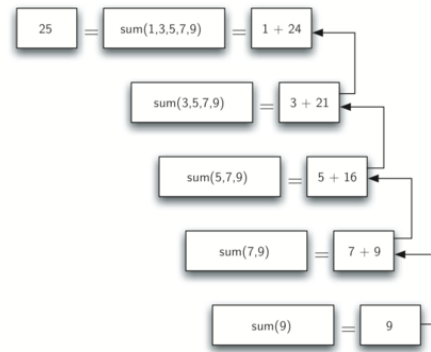 25 = sum(1,3,5,7,9) = 1 + 24
sum(3,5,7,9) = 3 + 21
sum(5,7,9) = 5 + 16
sum(7,9) = 7 + 9
sum(9) = 9